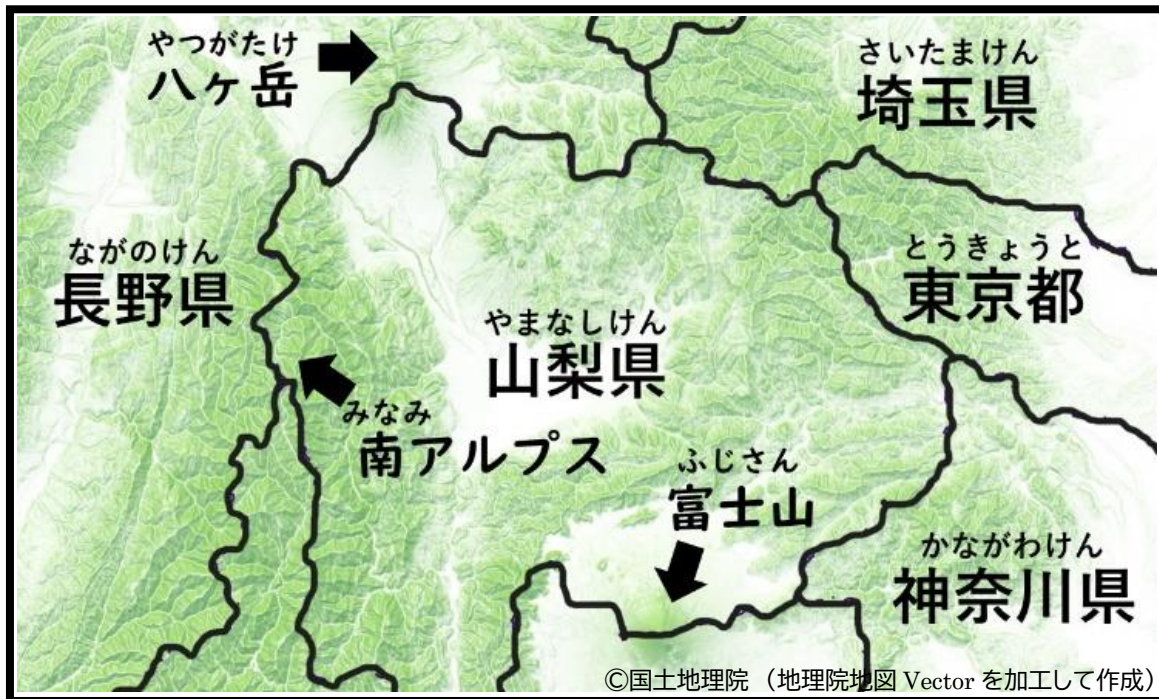 やつがたけ
八ヶ岳
さいたまけん
埼玉県
ながのけん
長野県
とうきょうと
東京都
やまなしけん
山梨県
みなみ
南アルプス
ふじさん
富士山
かながわけん
神奈川県
©国土地理院 （地理院地図 Vector を加工して作成）